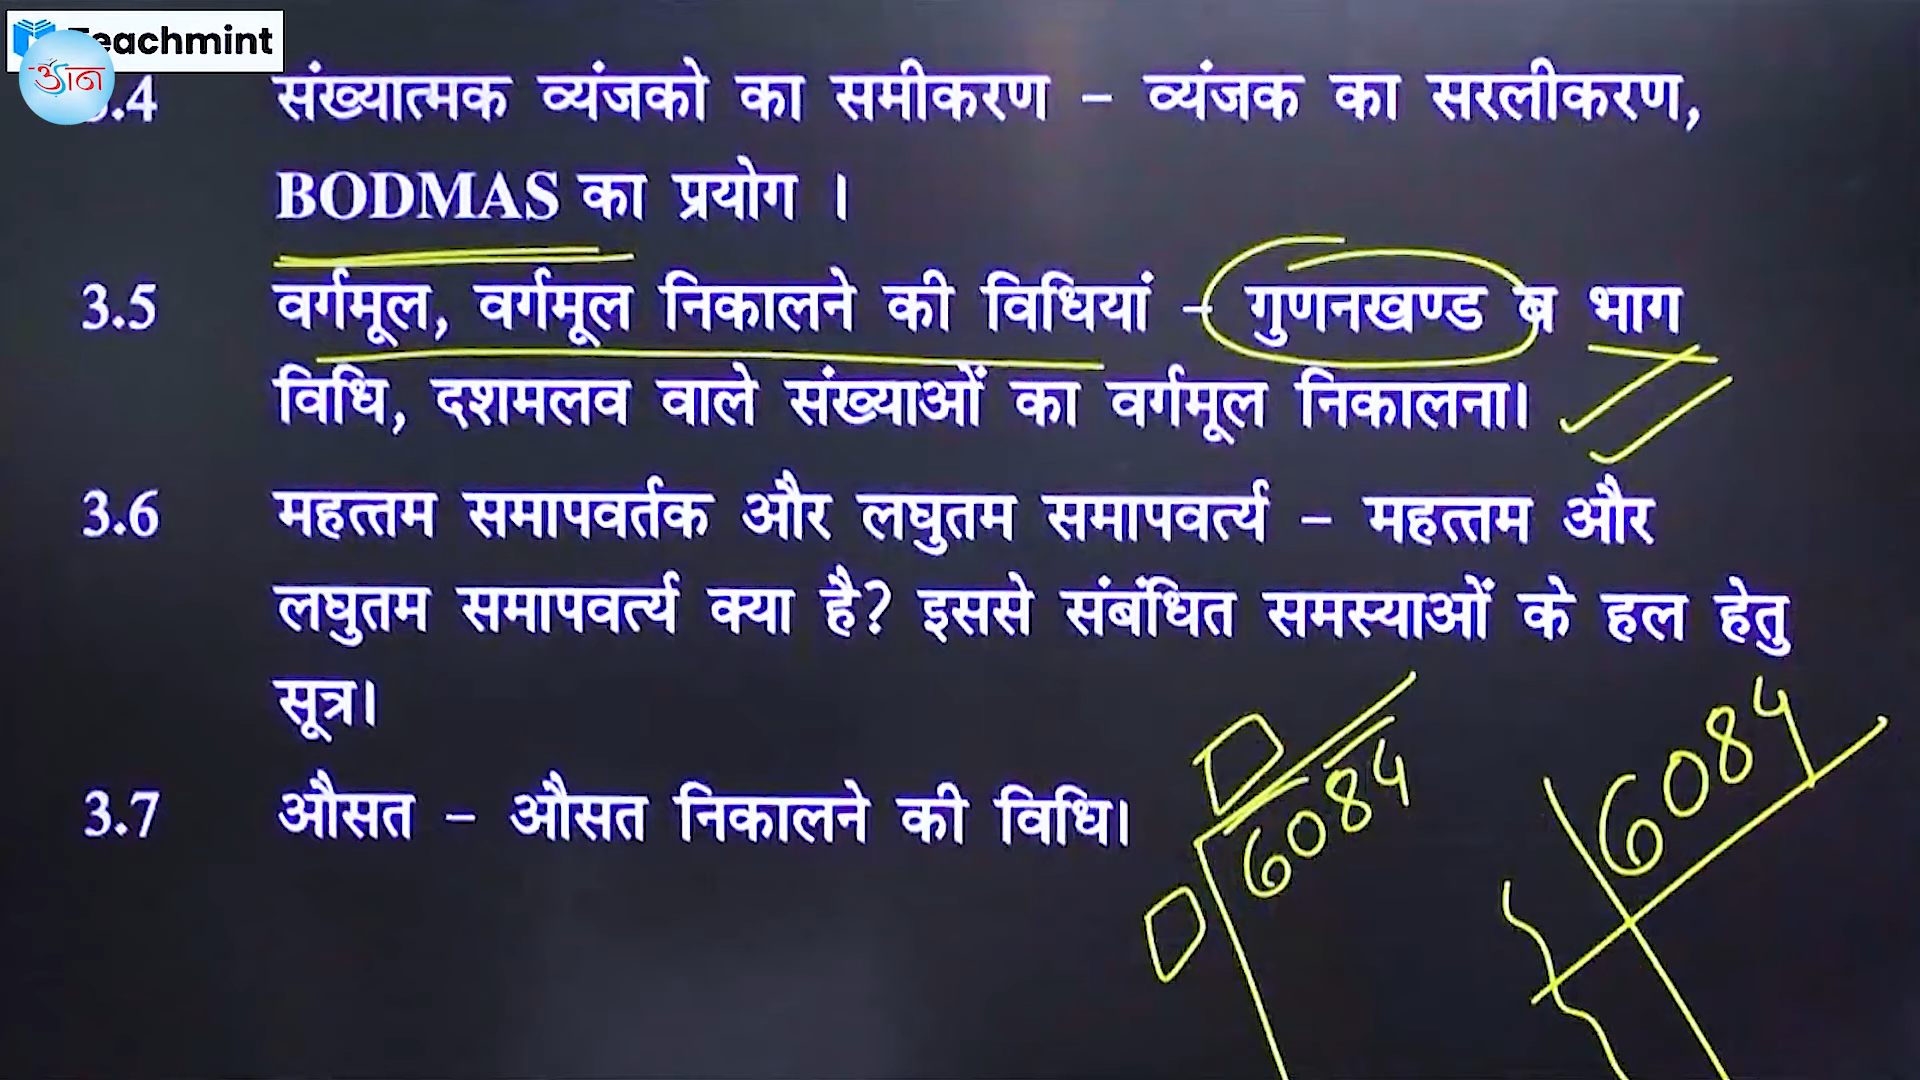 Teachmint
ज्ञान
.4 संख्यात्मक व्यंजको का समीकरण – व्यंजक का सरलीकरण,
BODMAS का प्रयोग ।
3.5 वर्गमूल, वर्गमूल निकालने की विधियां – गुणनखण्ड व भाग
विधि, दशमलव वाले संख्याओं का वर्गमूल निकालना।
3.6 महत्तम समापवर्तक और लघुतम समापवर्त्य – महत्तम और
लघुतम समापवर्त्य क्या है? इससे संबंधित समस्याओं के हल हेतु
सूत्र।
6084
6084
3.7 औसत – औसत निकालने की विधि।